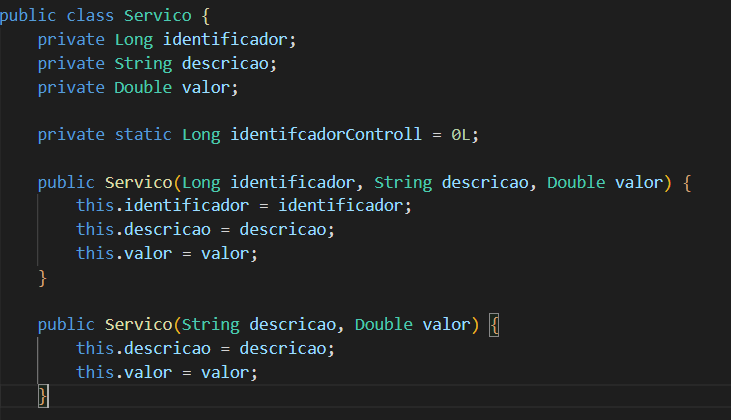 public class Servico {
    private Long identificador;
    private String descricao;
    private Double valor;
    private static Long identifcadorControll = 0L;
    public Servico(Long identificador, String descricao, Double valor) {
        this.identificador = identificador;
        this.descricao = descricao;
        this.valor = valor;
    }
    public Servico(String descricao, Double valor) {
        this.descricao = descricao;
        this.valor = valor;
    }